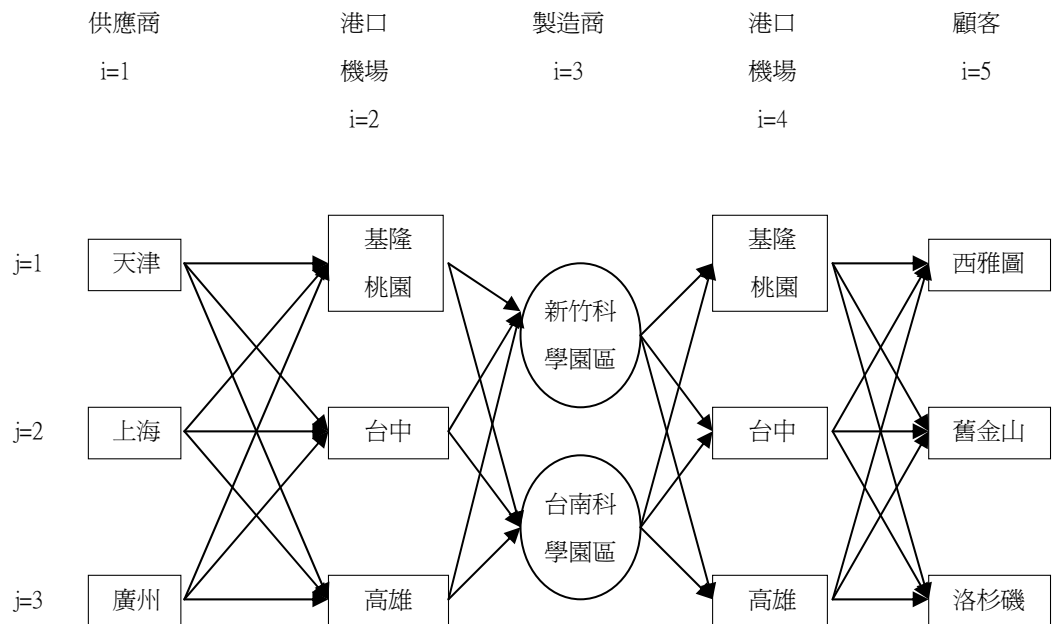 供應商 港口 製造商 港口 顧客
i=1 機場 i=3 機場 i=5
i=2 i=4
基隆 基隆
j=1 天津 西雅圖
桃園 桃園
新竹科
學園區
j=2 上海 台中 台中 舊金山
台南科
學園區
j=3 廣州 高雄 高雄 洛杉磯